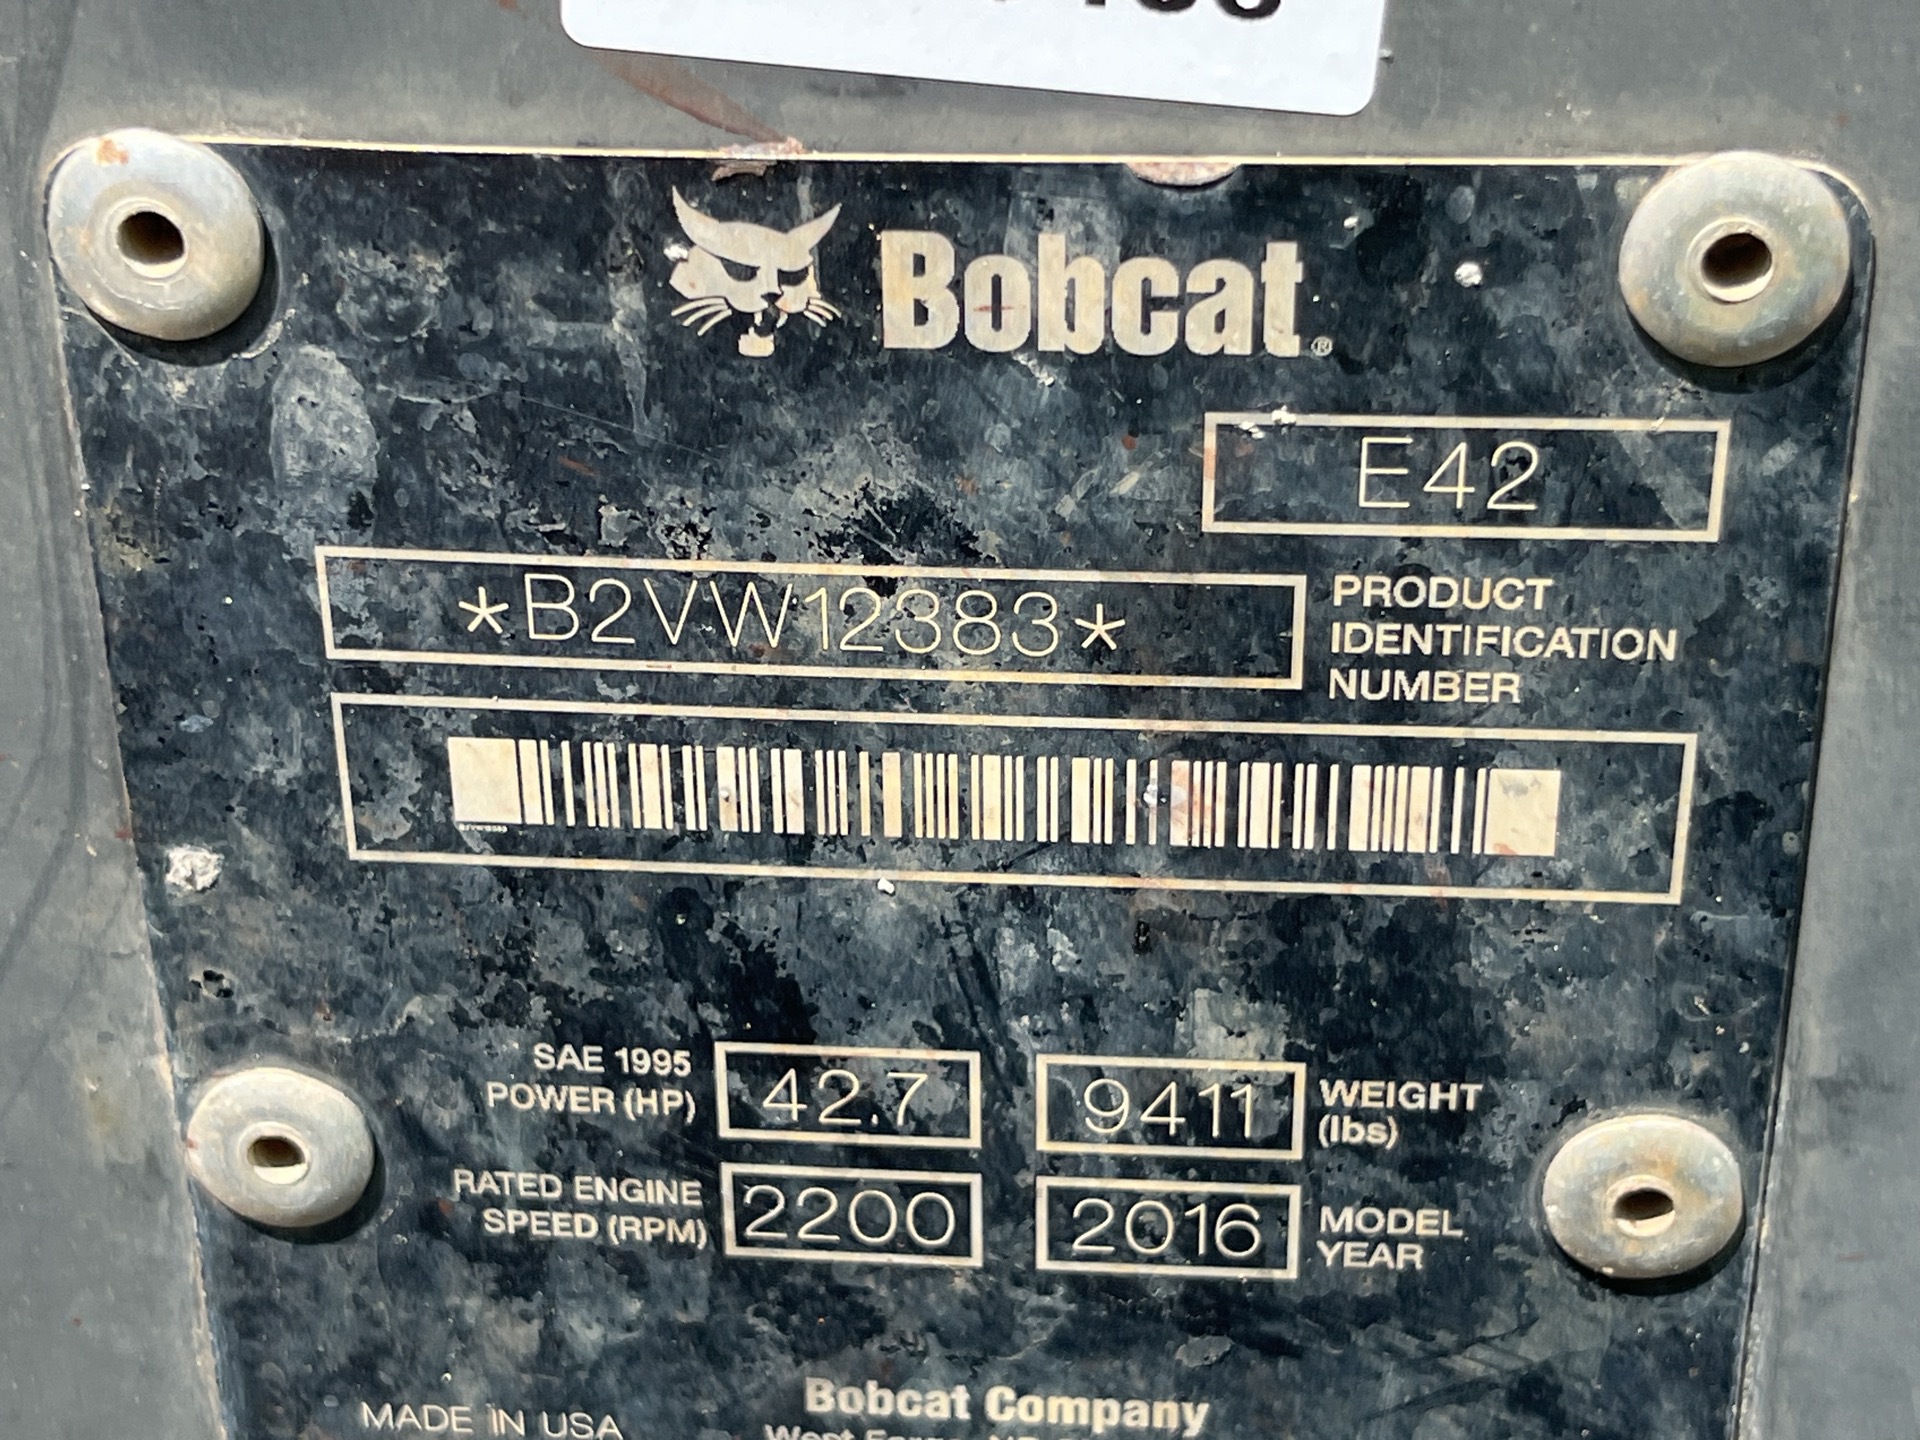 Bobcat®
E42
*B2VW12383*
PRODUCT
IDENTIFICATION
NUMBER
SAE 1995
POWER (HP)
42.7
9411
WEIGHT
(lbs)
RATED ENGINE
SPEED (RPM)
2200
2016
MODEL
YEAR
MADE IN USA
Bobcat Company